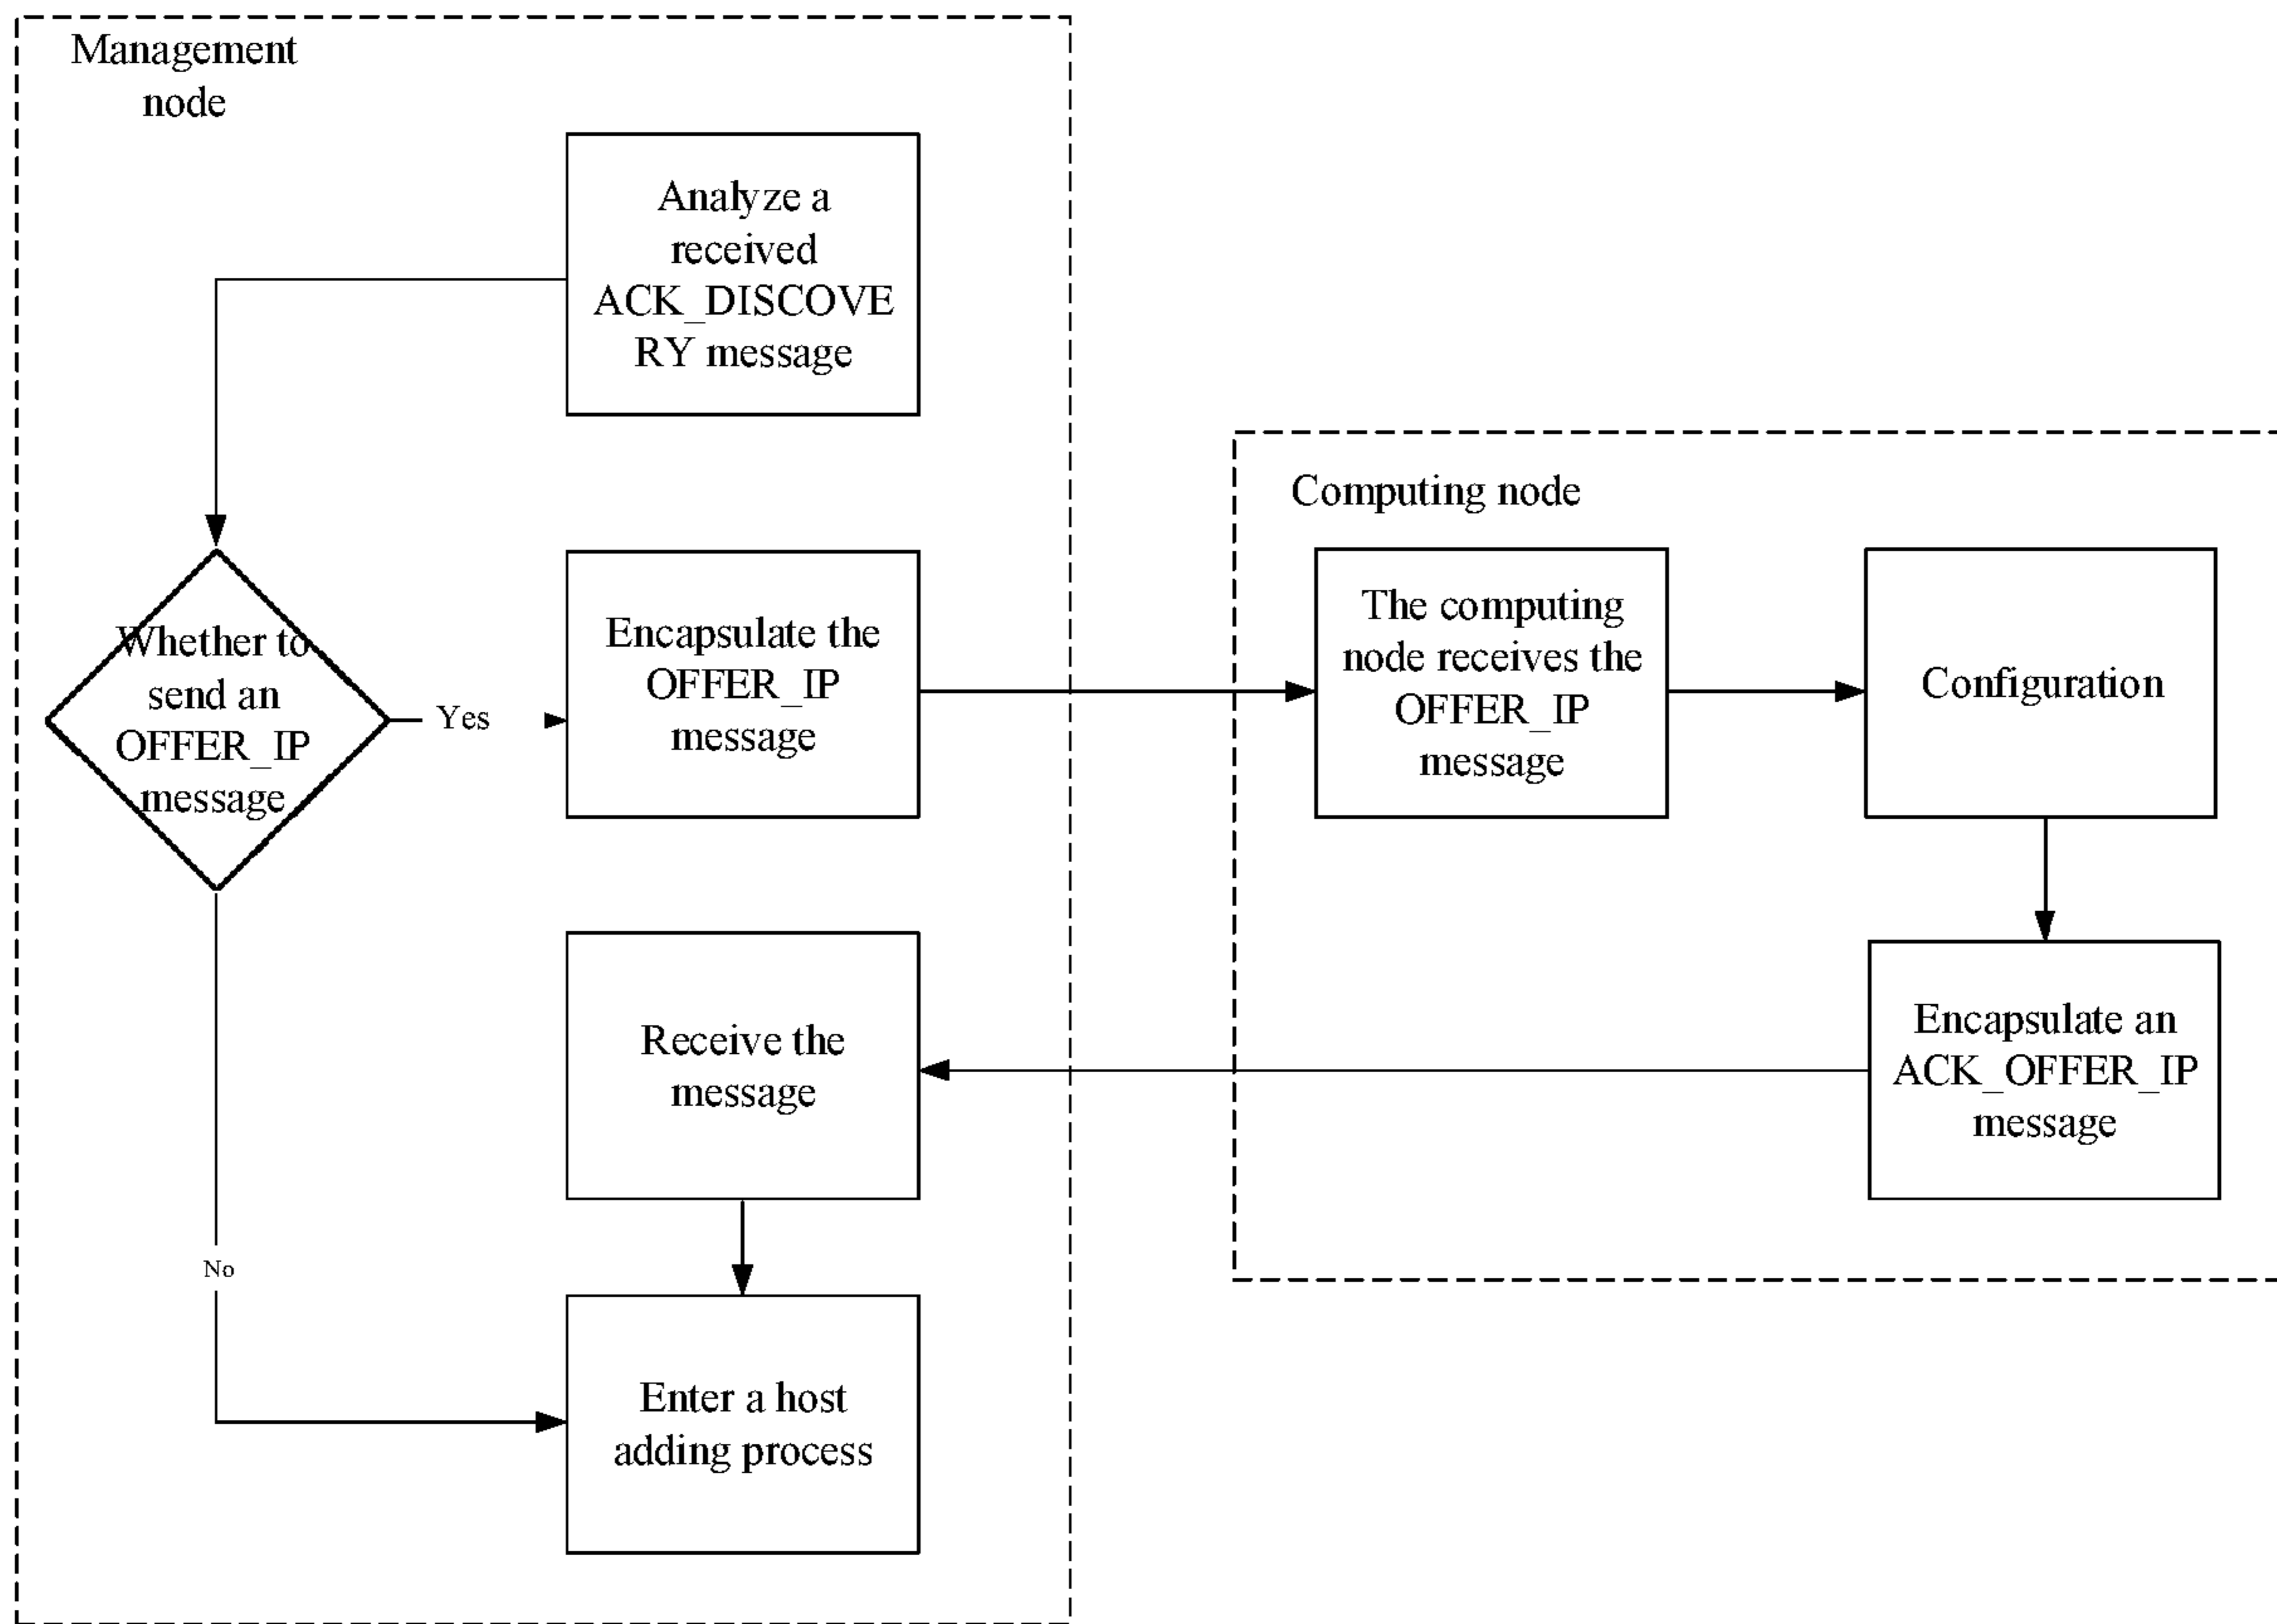 Management
node
Analyze a
received
ACK_DISCOVE
RY message
Whether to
send an
OFFER_IP
message
Yes
Encapsulate the
OFFER_IP
message
Computing node
The computing
node receives the
OFFER_IP
message
Configuration
Encapsulate an
ACK_OFFER_IP
message
Receive the
message
No
Enter a host
adding process